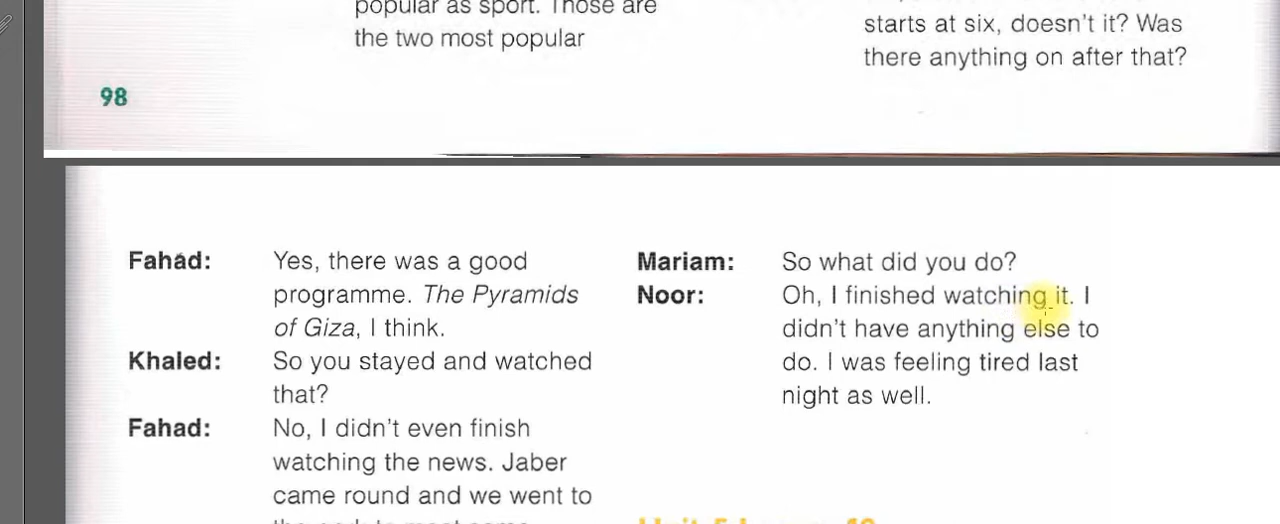 popular as sport. Those are
the two most popular
starts at six, doesn't it? Was
there anything on after that?
98
Fahad: Yes, there was a good
programme. The Pyramids
of Giza, I think.
Khaled: So you stayed and watched
that?
Fahad: No, I didn't even finish
watching the news. Jaber
came round and we went to
Mariam: So what did you do?
Noor: Oh, I finished watching it. I
didn't have anything else to
do. I was feeling tired last
night as well.